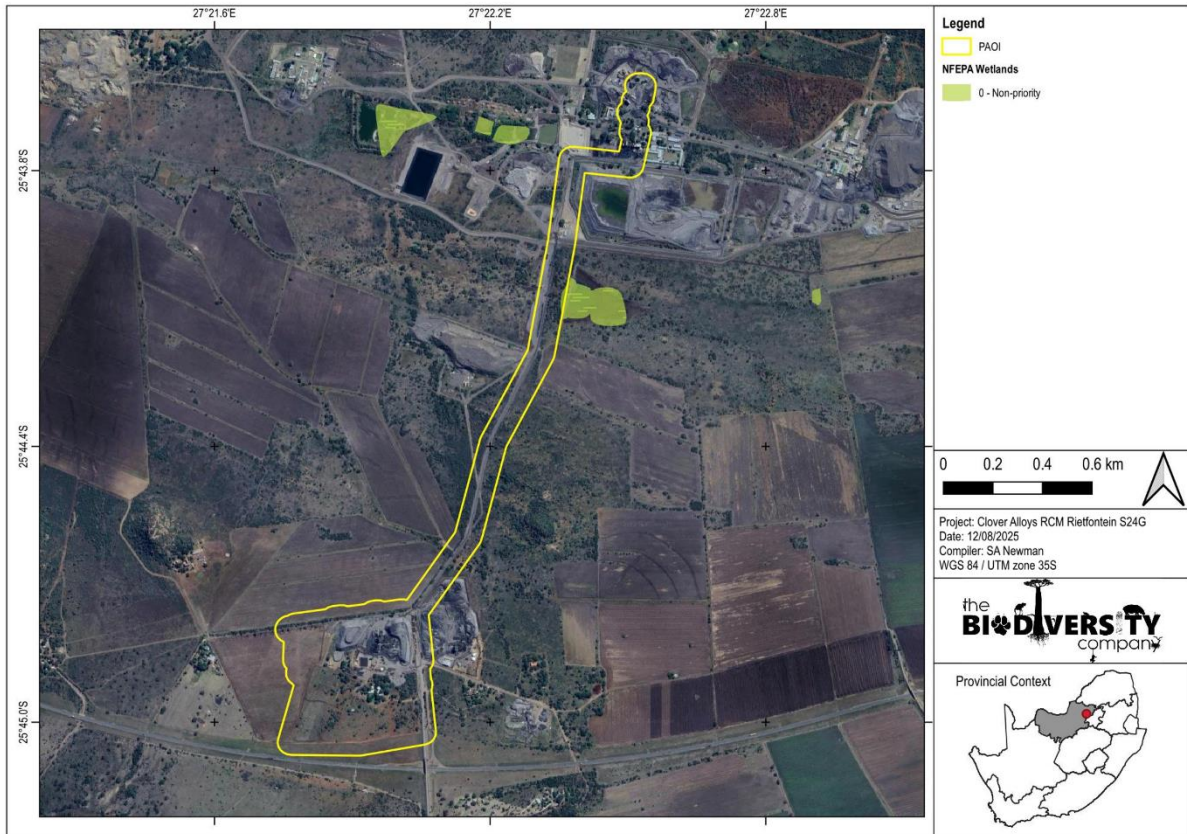 27°21.6'E 27°22.2'E 27°22.8'E
25°43.8'S
25°44.4'S
25°45.0'S
Legend
PAOI
NFEPA Wetlands
0 - Non-priority
0 0.2 0.4 0.6 km
Project: Clover Alloys RCM Rietfontein S24G
Date: 12/08/2025
Compiler: SA Newman
WGS 84 / UTM zone 35S
the
BIODIVERSITY
company
Provincial Context